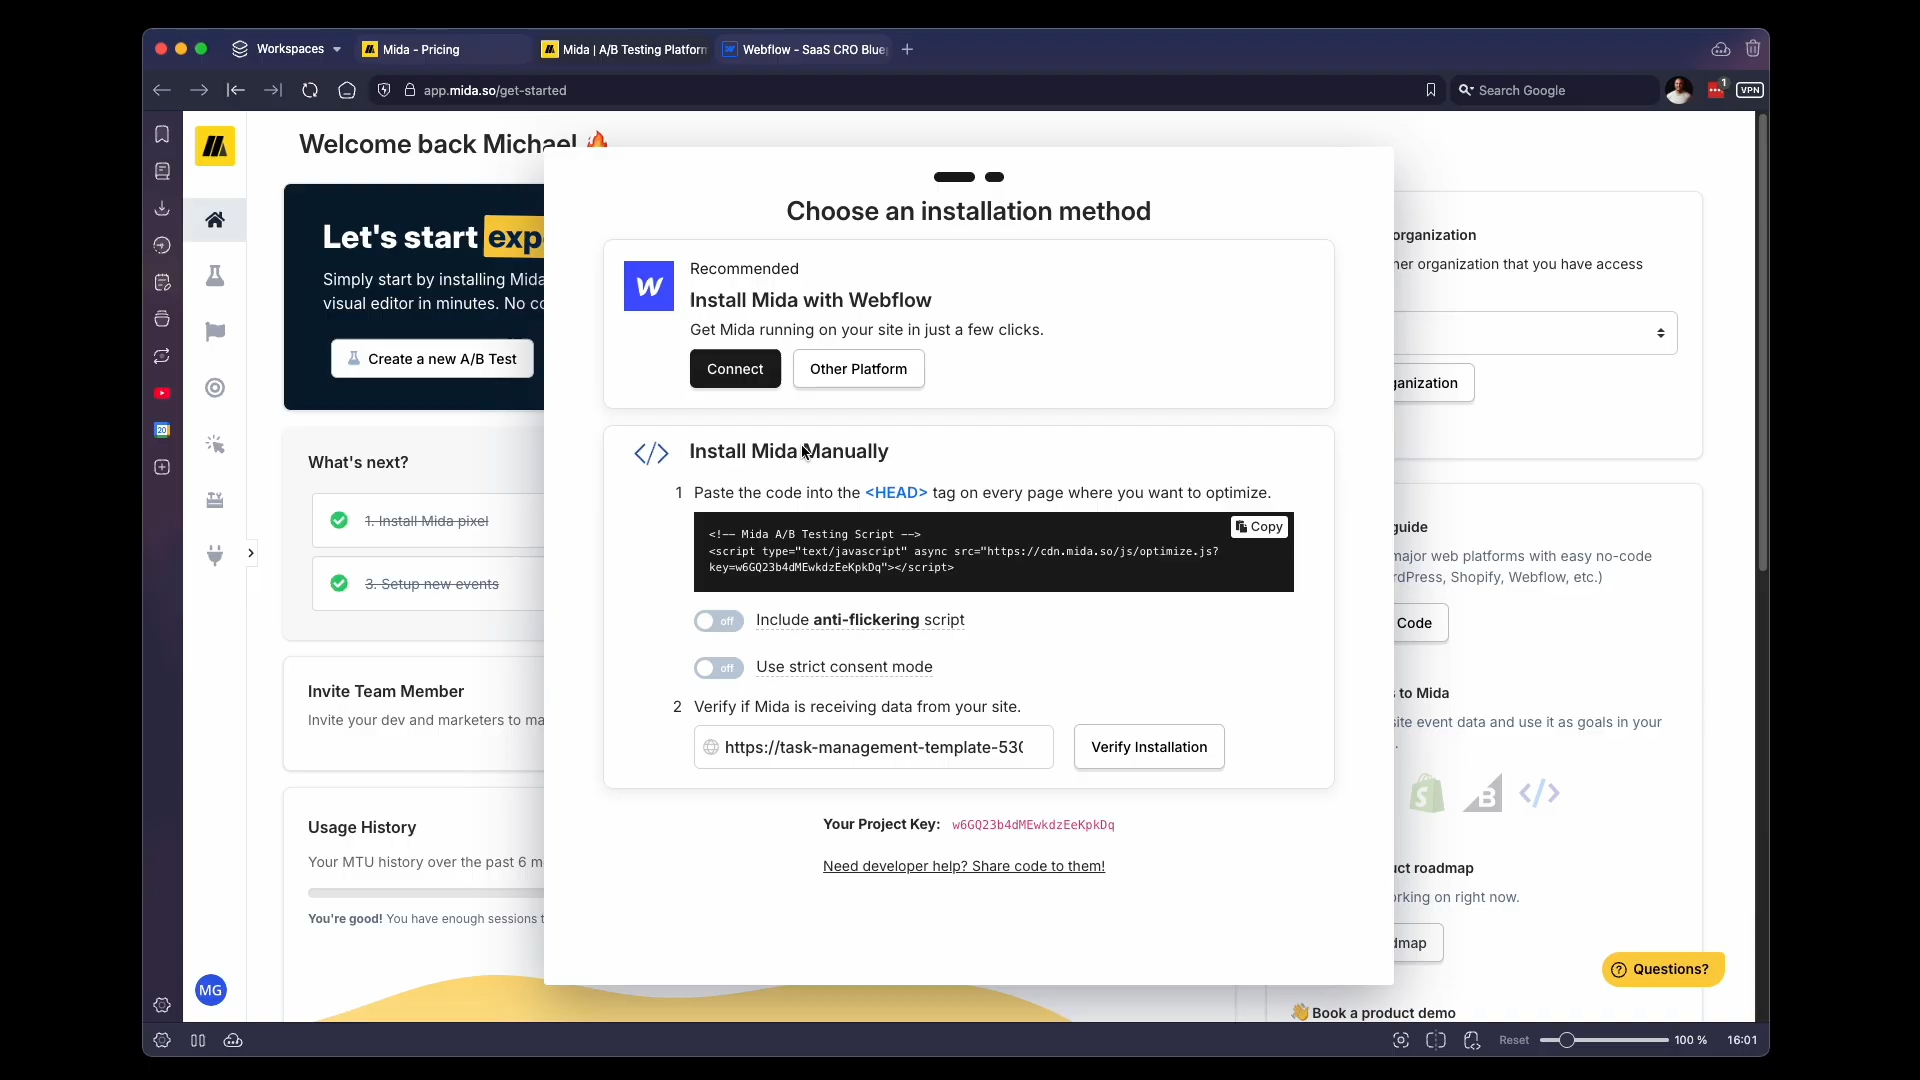 Workspaces
Mida - Pricing
Mida | A/B Testing Platform
Webflow - SaaS CRO Blue
app.mida.so/get-started
Search Google
1
VPN
20
MG
Welcome back Michael 🔥
Let's start exp
Simply start by installing Mida
visual editor in minutes. No co
Create a new A/B Test
What's next?
1. Install Mida pixel
3. Setup new events
Invite Team Member
Invite your dev and marketers to ma
Usage History
Your MTU history over the past 6 m
You're good! You have enough sessions t
Choose an installation method
W
Recommended
Install Mida with Webflow
Get Mida running on your site in just a few clicks.
Connect
Other Platform
</> Install Mida Manually
1 Paste the code into the <HEAD> tag on every page where you want to optimize.
Copy
<!-- Mida A/B Testing Script -->
<script type="text/javascript" async src="https://cdn.mida.so/js/optimize.js?
key=w6GQ23b4dMEwkdzEeKpkDq"></script>
off Include anti-flickering script
off Use strict consent mode
2 Verify if Mida is receiving data from your site.
https://task-management-template-530
Verify Installation
Your Project Key: w6GQ23b4dMEwkdzEeKpkDq
Need developer help? Share code to them!
organization
her organization that you have access
ganization
guide
major web platforms with easy no-code
rdPress, Shopify, Webflow, etc.)
Code
s to Mida
site event data and use it as goals in your
.
B
</>
uct roadmap
orking on right now.
dmap
Questions?
👋 Book a product demo
Reset
100 %
16:01